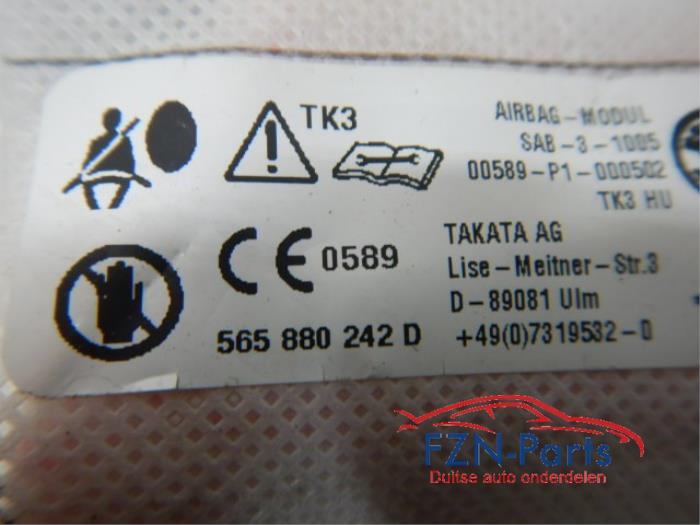 TK3
AIRBAG-MODUL
SAB-3-1005
00589-P1-000502
TK3 HU
CE 0589
TAKATA AG
Lise-Meitner-Str.3
D-89081 Ulm
565 880 242 D
+49(0)7319532-0
FZN-Parts
Duitse auto onderdelen